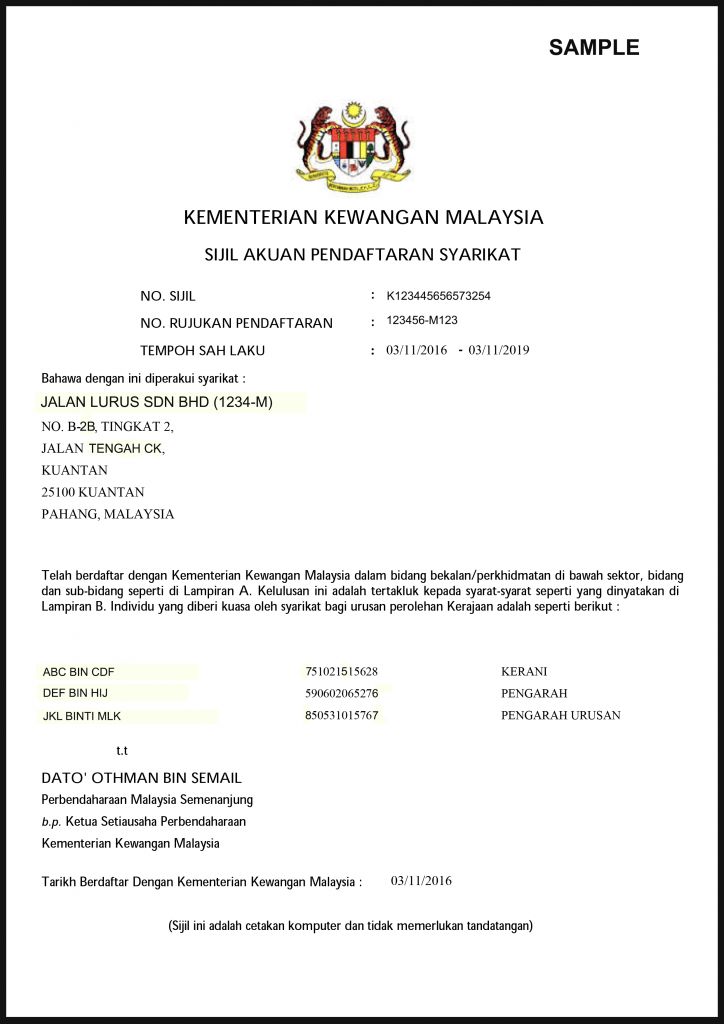 SAMPLE
KEMENTERIAN KEWANGAN MALAYSIA
SIJIL AKUAN PENDAFTARAN SYARIKAT
NO. SIJIL : K123445656573254
NO. RUJUKAN PENDAFTARAN : 123456-M123
TEMPOH SAH LAKU : 03/11/2016 - 03/11/2019
Bahawa dengan ini diperakui syarikat :
JALAN LURUS SDN BHD (1234-M)
NO. B-2B, TINGKAT 2,
JALAN TENGAH CK,
KUANTAN
25100 KUANTAN
PAHANG, MALAYSIA
Telah berdaftar dengan Kementerian Kewangan Malaysia dalam bidang bekalan/perkhidmatan di bawah sektor, bidang
dan sub-bidang seperti di Lampiran A. Kelulusan ini adalah tertakluk kepada syarat-syarat seperti yang dinyatakan di
Lampiran B. Individu yang diberi kuasa oleh syarikat bagi urusan perolehan Kerajaan adalah seperti berikut :
ABC BIN CDF 751021515628 KERANI
DEF BIN HIJ 590602065276 PENGARAH
JKL BINTI MLK 850531015767 PENGARAH URUSAN
t.t
DATO' OTHMAN BIN SEMAIL
Perbendaharaan Malaysia Semenanjung
b.p. Ketua Setiausaha Perbendaharaan
Kementerian Kewangan Malaysia
Tarikh Berdaftar Dengan Kementerian Kewangan Malaysia : 03/11/2016
(Sijil ini adalah cetakan komputer dan tidak memerlukan tandatangan)